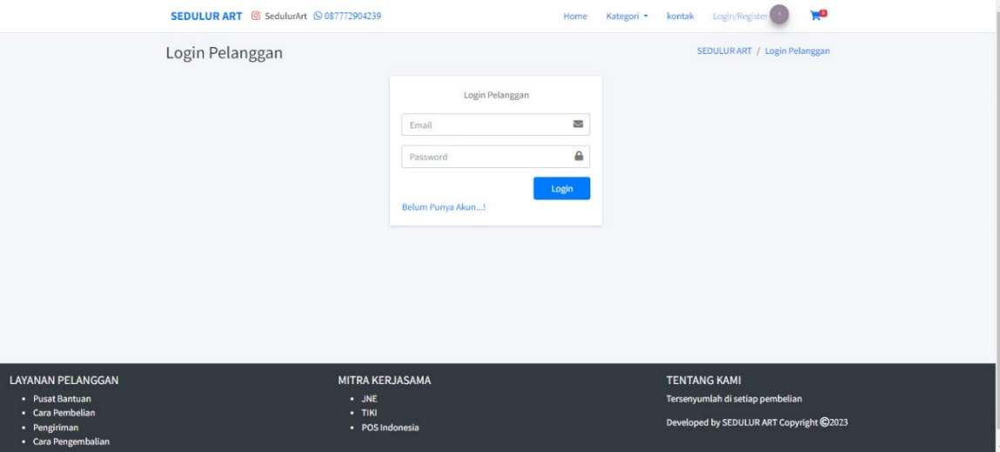 SEDULUR ART SedulurArt 087772904239 Home Kategori kontak Login/Register 0
Login Pelanggan SEDULUR ART / Login Pelanggan
Login Pelanggan
Email
Password
Login
Belum Punya Akun...!
LAYANAN PELANGGAN
Pusat Bantuan
Cara Pembelian
Pengiriman
Cara Pengembalian
MITRA KERJASAMA
JNE
TIKI
POS Indonesia
TENTANG KAMI
Tersenyumlah di setiap pembelian
Developed by SEDULUR ART Copyright ©2023